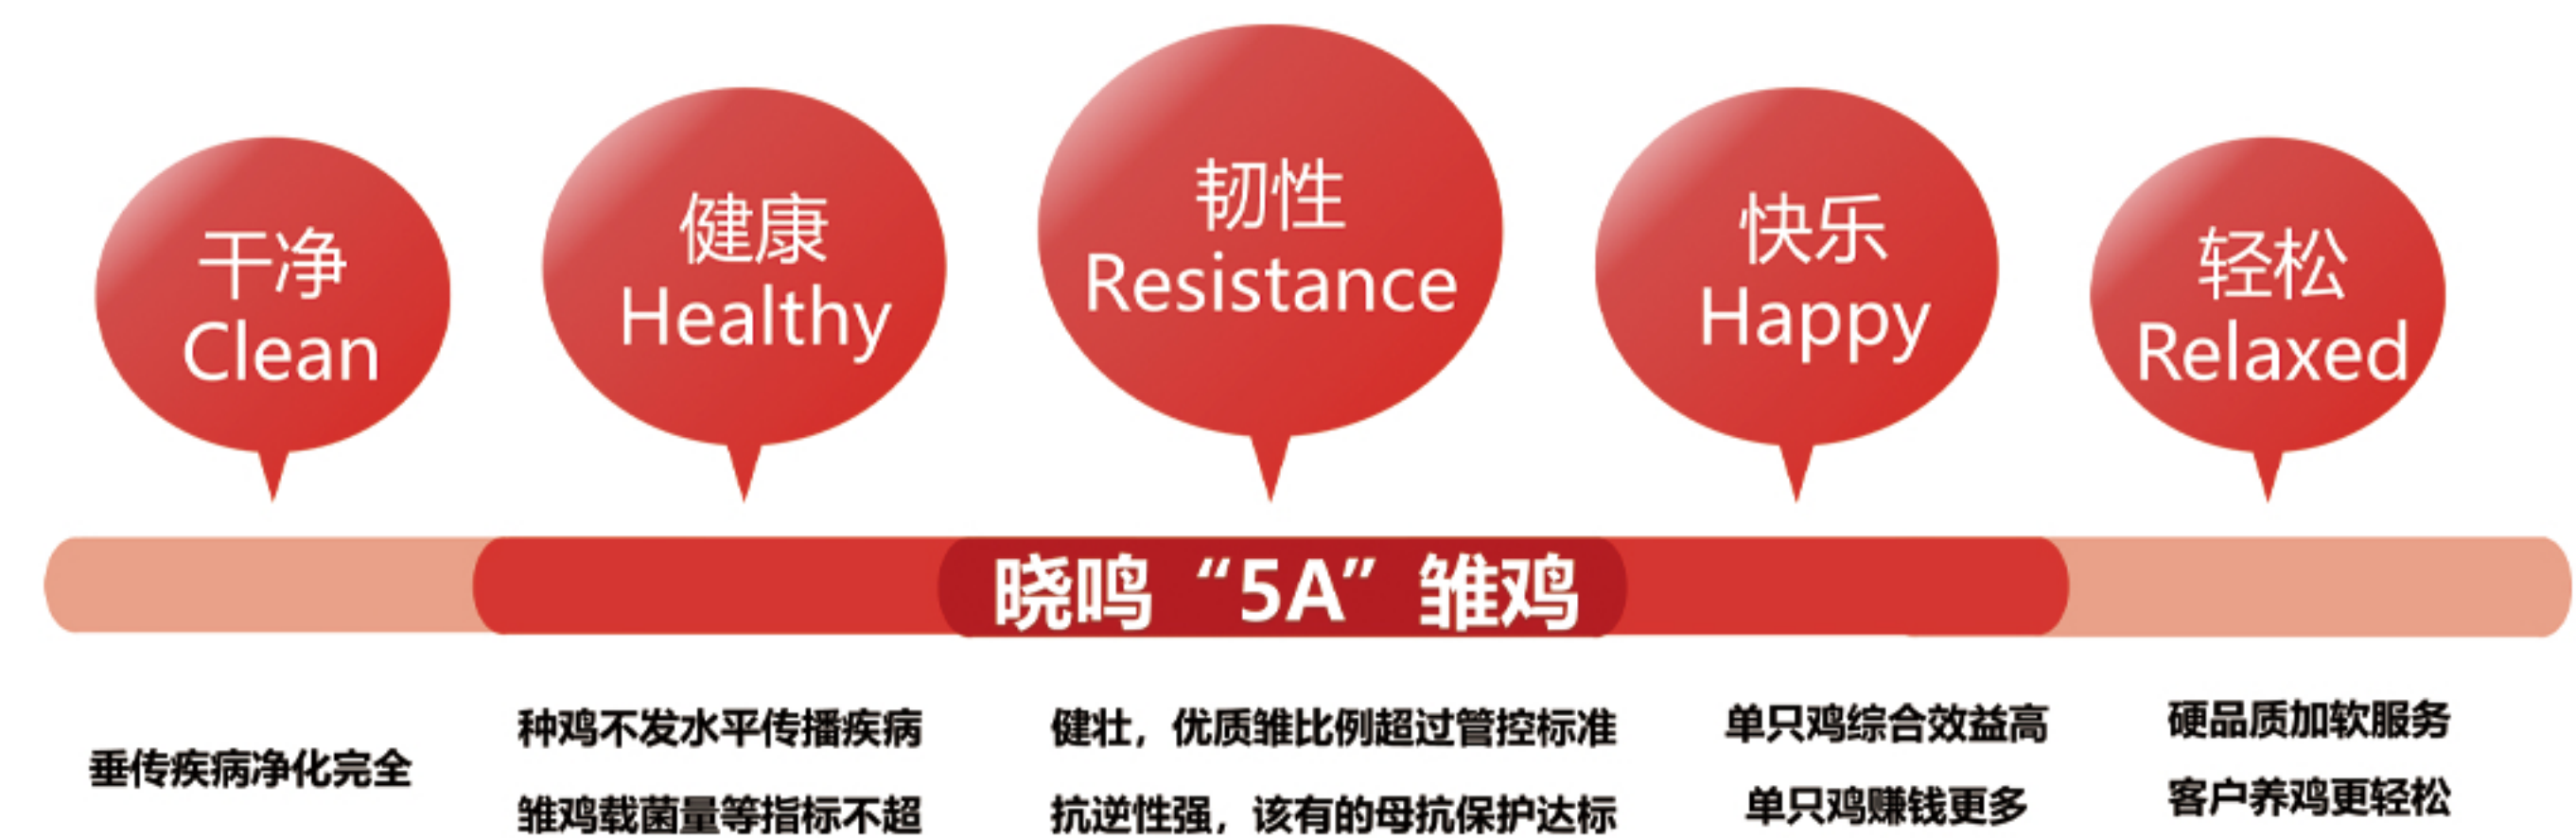 干净
Clean
健康
Healthy
韧性
Resistance
快乐
Happy
轻松
Relaxed
晓鸣“5A”雏鸡
垂传疾病净化完全
种鸡不发水平传播疾病
雏鸡载菌量等指标不超
健壮，优质雏比例超过管控标准
抗逆性强，该有的母抗保护达标
单只鸡综合效益高
单只鸡赚钱更多
硬品质加软服务
客户养鸡更轻松